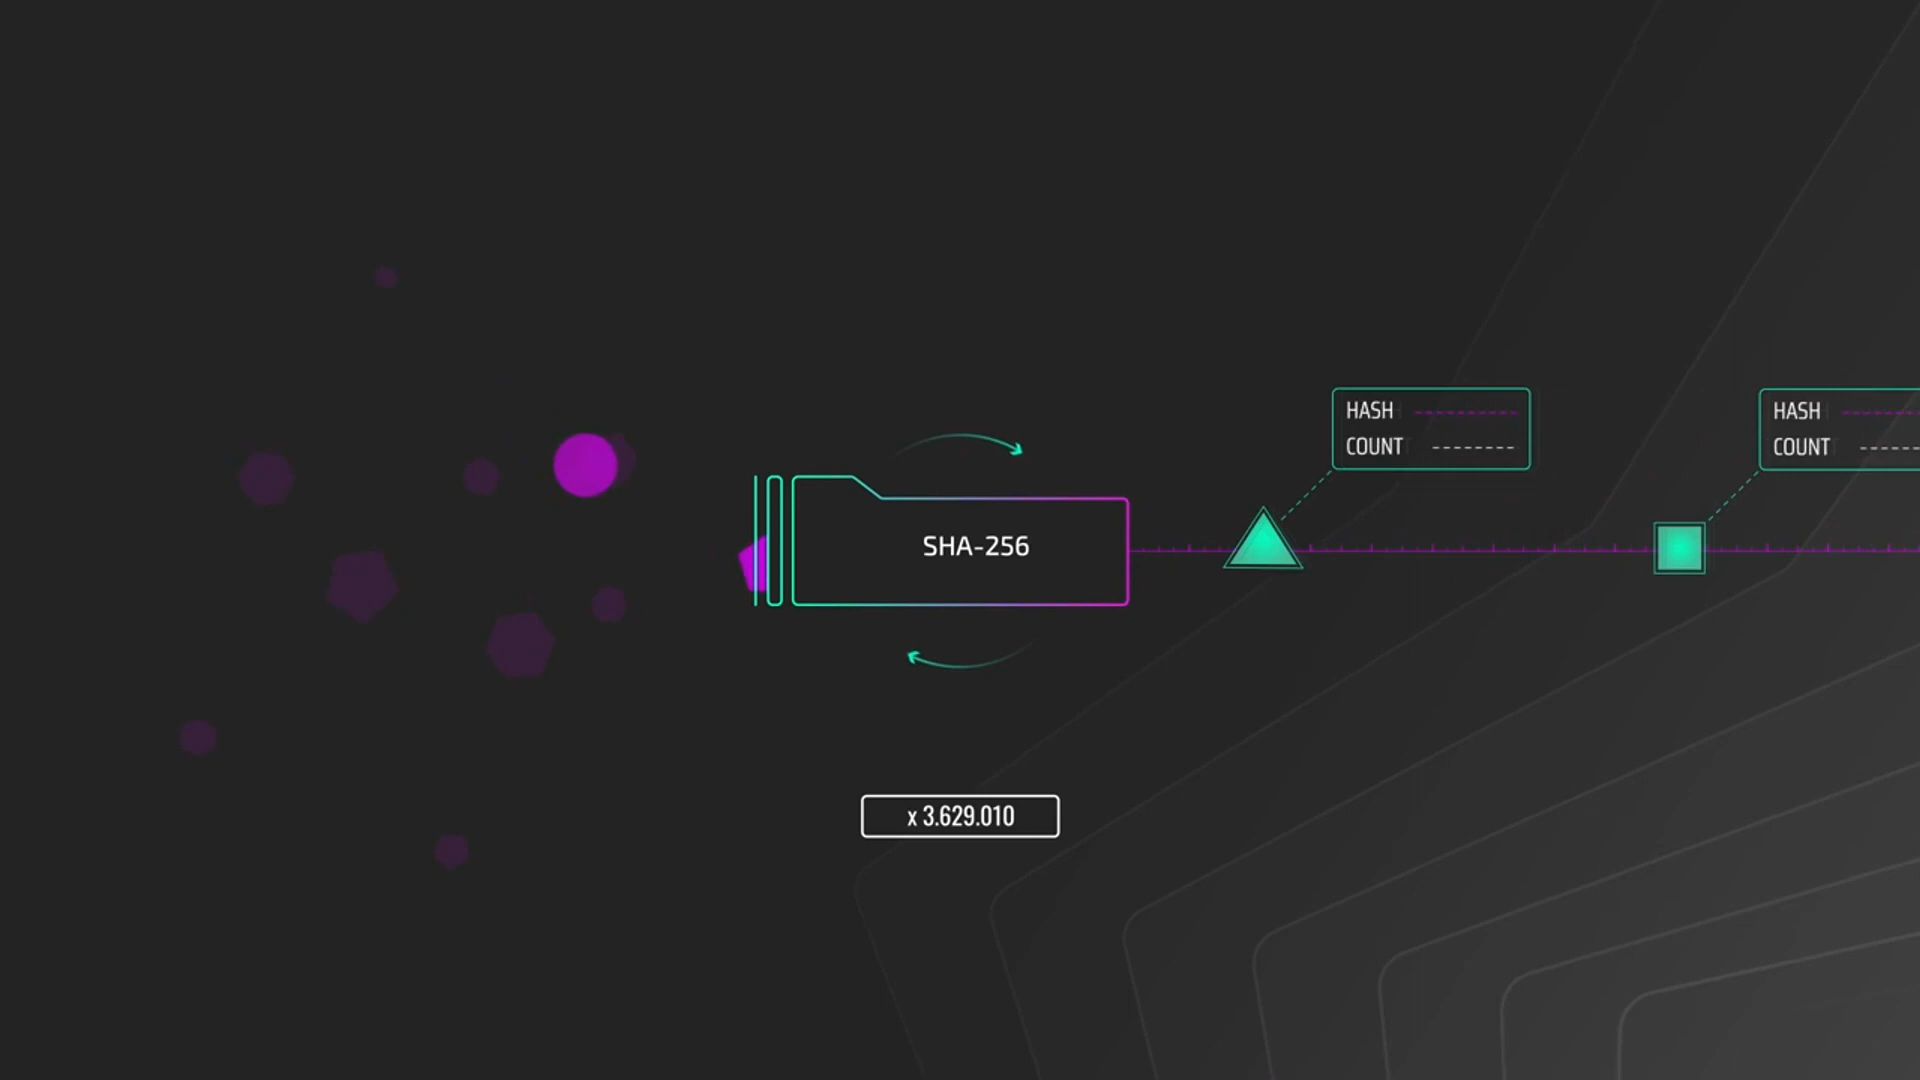 HASH
COUNT
HASH
COUNT
SHA-256
x 3.629.010